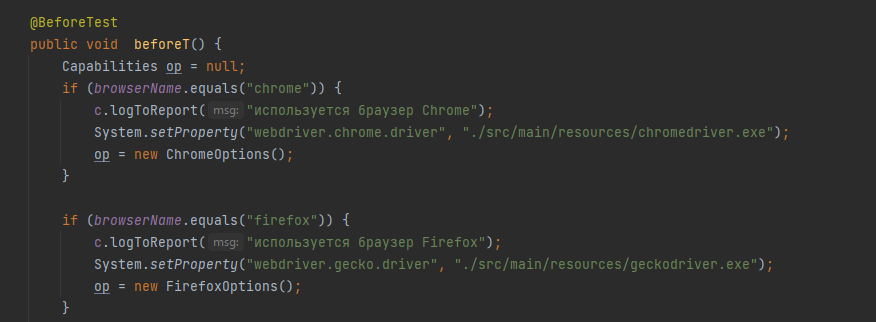 @BeforeTest
public void  beforeT() {
Capabilities op = null;
if (browserName.equals("chrome")) {
c.logToReport( msg: "используется браузер Chrome");
System.setProperty("webdriver.chrome.driver", "./src/main/resources/chromedriver.exe");
op = new ChromeOptions();
}
if (browserName.equals("firefox")) {
c.logToReport( msg: "используется браузер Firefox");
System.setProperty("webdriver.gecko.driver", "./src/main/resources/geckodriver.exe");
op = new FirefoxOptions();
}